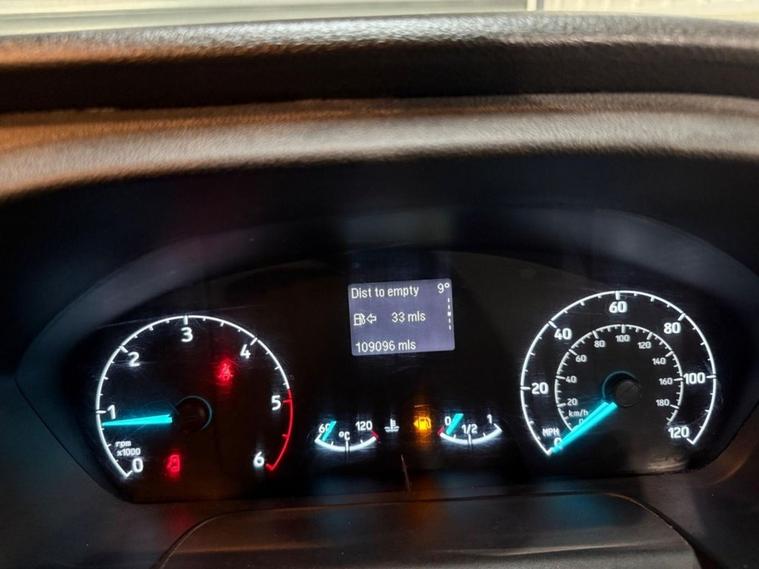 Dist to empty 9°
33 mls
109096 mls
0 1 2 3 4 5 6
rpm
x1000
60 °C 120
0 1/2 1
20 40 60 80 100 120
MPH
20 40 60 80 100 120 140 160 180
km/h